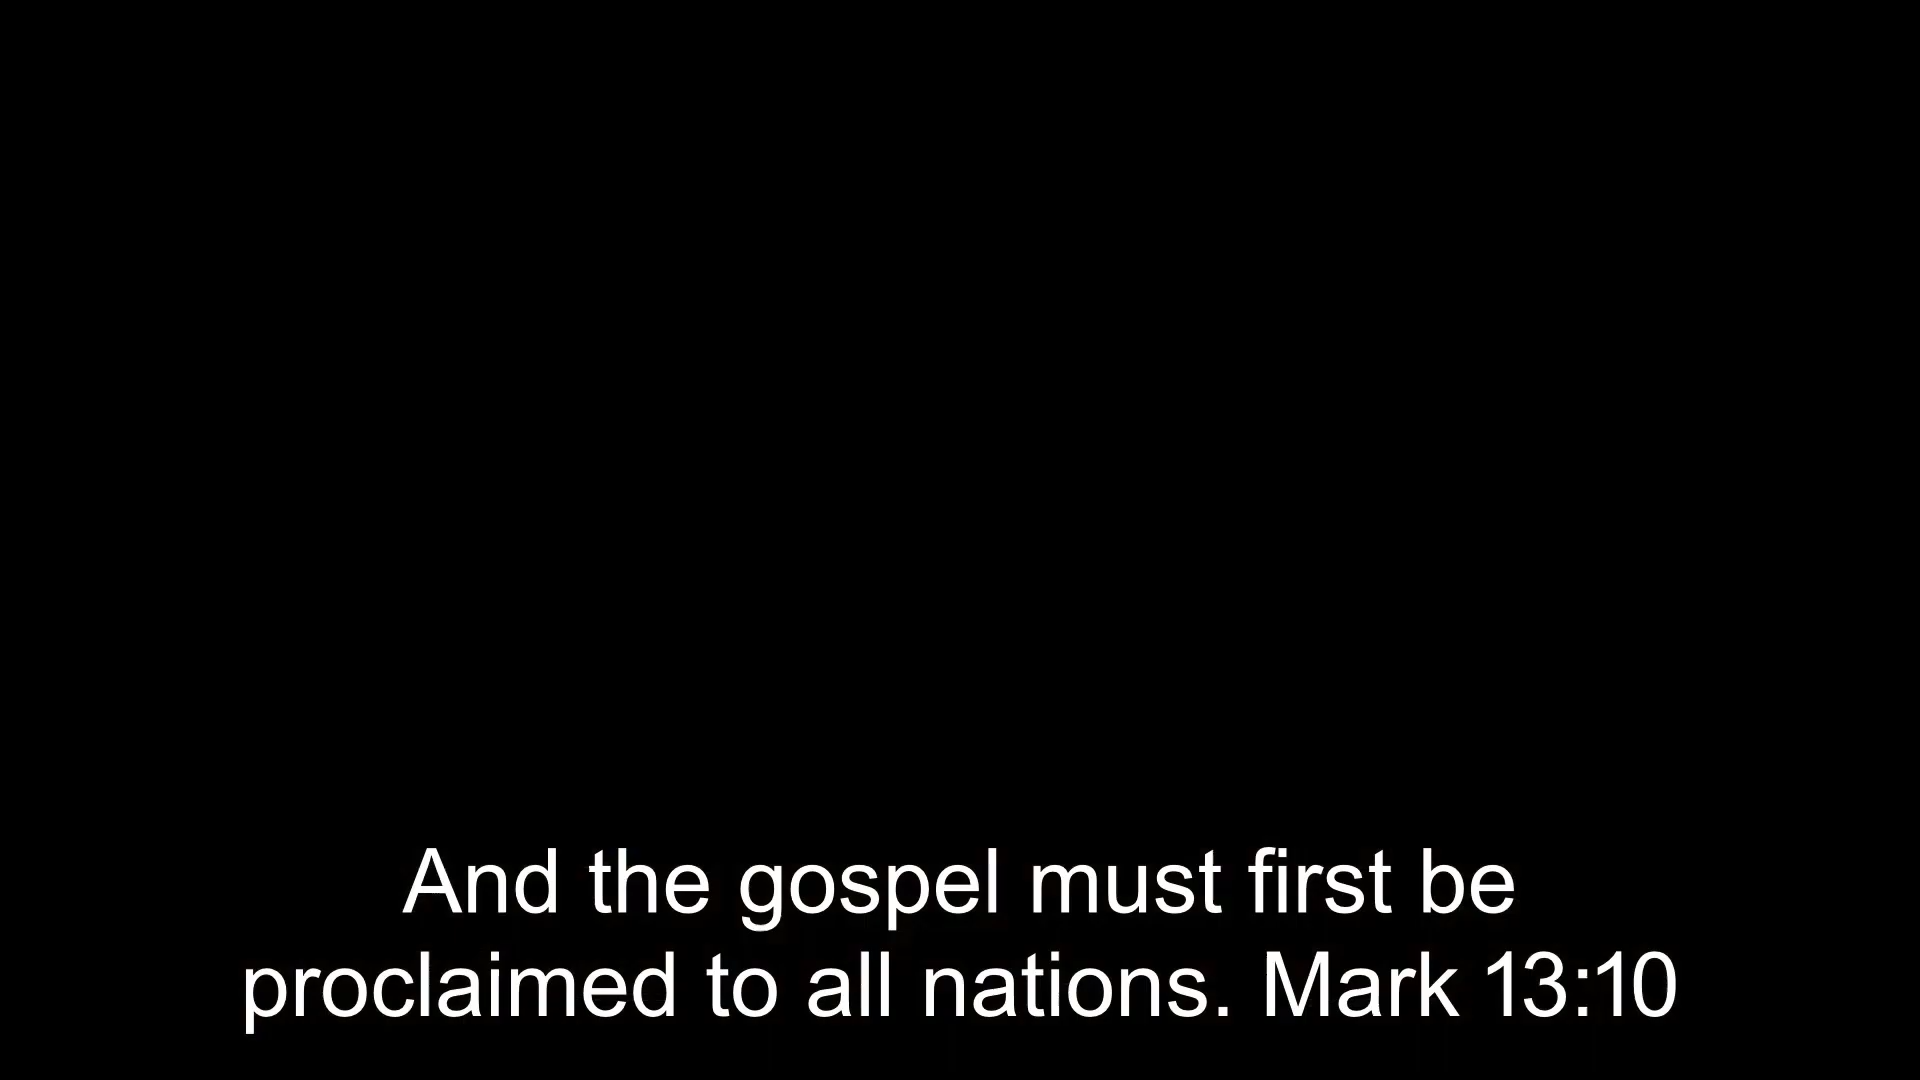 And the gospel must first be
proclaimed to all nations. Mark 13:10